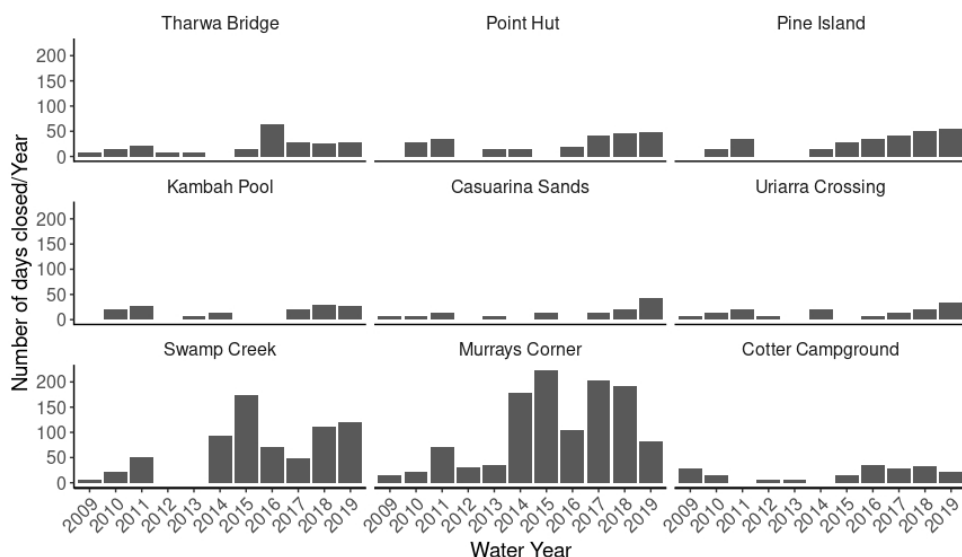 Tharwa Bridge
Point Hut
Pine Island
200
150
100
50
0
Kambah Pool
Casuarina Sands
Uriarra Crossing
200
150
100
50
0
Number of days closed/Year
Swamp Creek
Murrays Corner
Cotter Campground
200
150
100
50
0
2009 2010 2011 2012 2013 2014 2015 2016 2017 2018 2019
2009 2010 2011 2012 2013 2014 2015 2016 2017 2018 2019
2009 2010 2011 2012 2013 2014 2015 2016 2017 2018 2019
Water Year